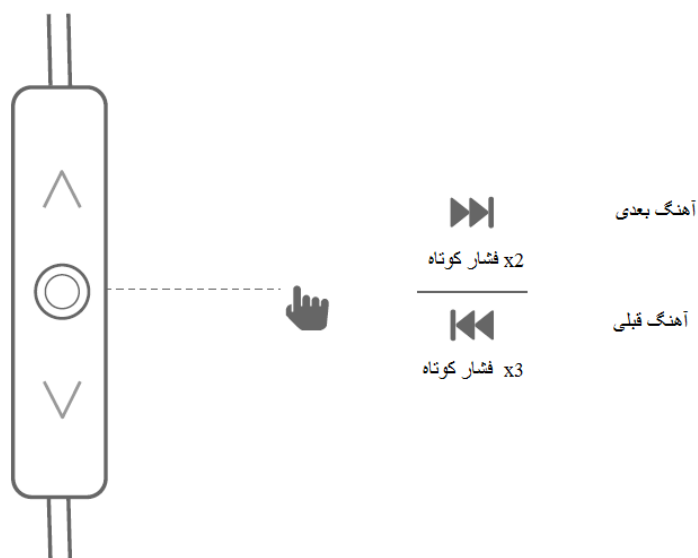 آهنگ بعدی
x2 فشار کوتاه
آهنگ قبلی
x3 فشار کوتاه